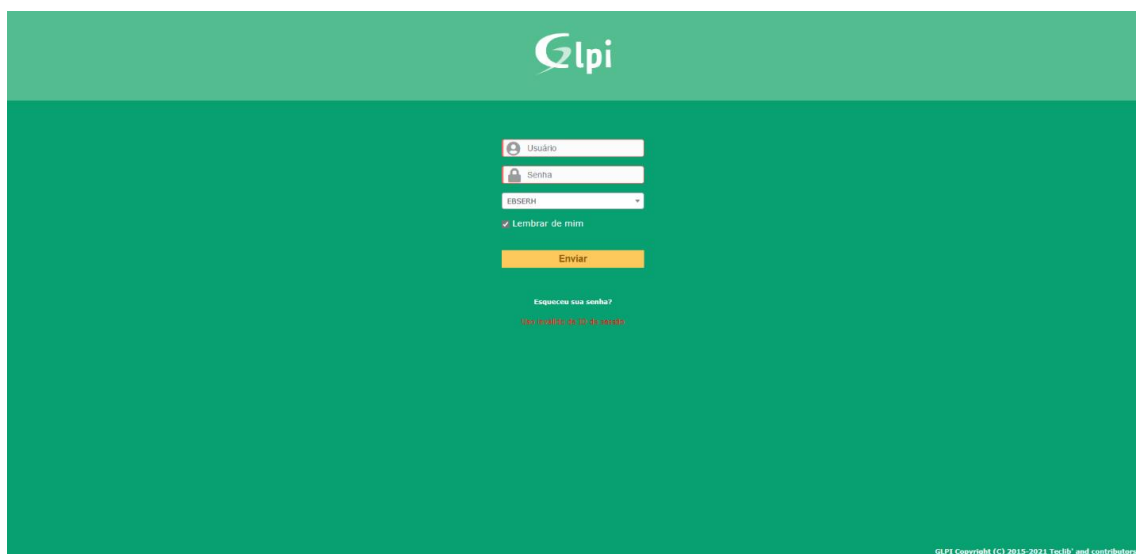 Glpi
Usuário
Senha
EBSERH
Lembrar de mim
Enviar
Esqueceu sua senha?
GLPI Copyright (C) 2015-2021 Teclib' and contributors